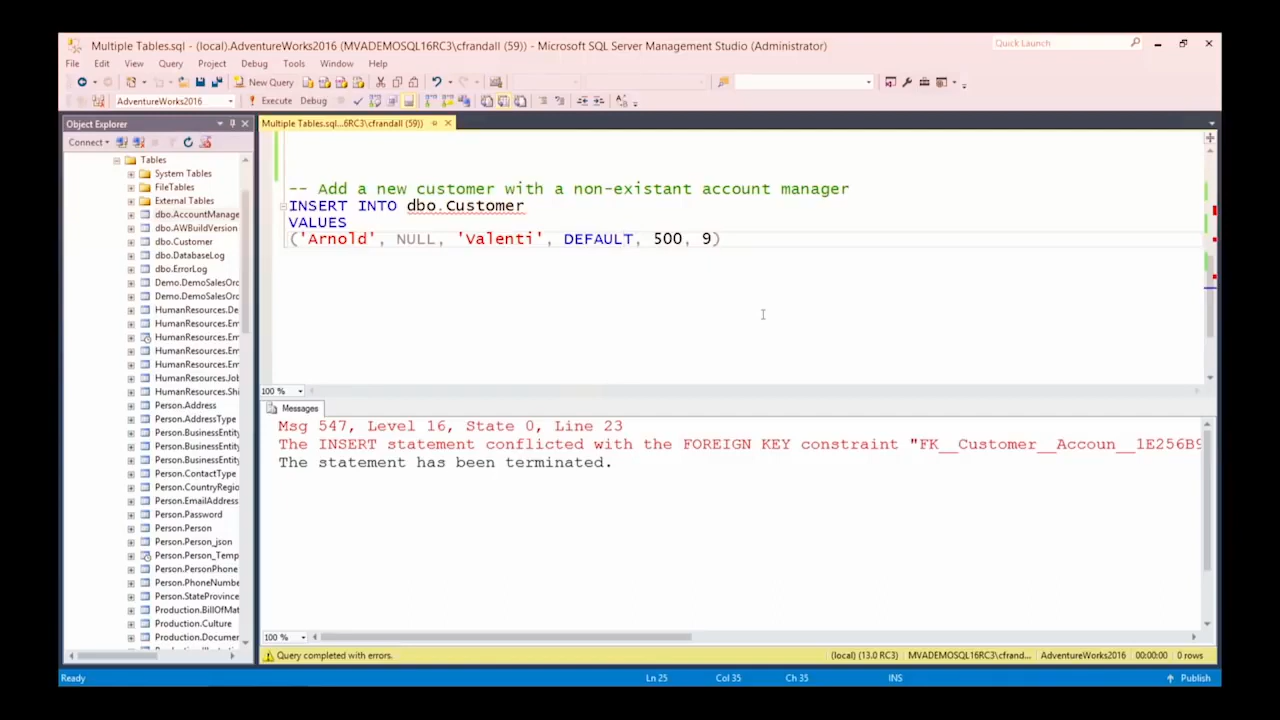 Multiple Tables.sql - (local).AdventureWorks2016 (MVADEMOSQL16RC3\cfrandall (59)) - Microsoft SQL Server Management Studio (Administrator)
Quick Launch
File Edit View Query Project Debug Tools Window Help
New Query
AdventureWorks2016 Execute Debug
Object Explorer
Connect
Tables
System Tables
FileTables
External Tables
dbo.AccountManage
dbo.AWBuildVersion
dbo.Customer
dbo.DatabaseLog
dbo.ErrorLog
Demo.DemoSalesOrc
Demo.DemoSalesOrc
HumanResources.De
HumanResources.Em
HumanResources.Em
HumanResources.Em
HumanResources.Em
HumanResources.Job
HumanResources.Shi
Person.Address
Person.AddressType
Person.BusinessEntity
Person.BusinessEntity
Person.BusinessEntity
Person.ContactType
Person.CountryRegio
Person.EmailAddress
Person.Password
Person.Person
Person.Person_json
Person.Person_Temp
Person.PersonPhone
Person.PhoneNumbe
Person.StateProvince
Production.BillOfMat
Production.Culture
Production.Documer
Multiple Tables.sql...6RC3\cfrandall (59))
-- Add a new customer with a non-existant account manager
INSERT INTO dbo.Customer
VALUES
('Arnold', NULL, 'Valenti', DEFAULT, 500, 9)
100 %
Messages
Msg 547, Level 16, State 0, Line 23
The INSERT statement conflicted with the FOREIGN KEY constraint "FK__Customer__Accoun__1E256B9
The statement has been terminated.
100 %
Query completed with errors. (local) (13.0 RC3) MVADEMOSQL16RC3\cfrand... AdventureWorks2016 00:00:00 0 rows
Ready Ln 25 Col 35 Ch 35 INS Publish